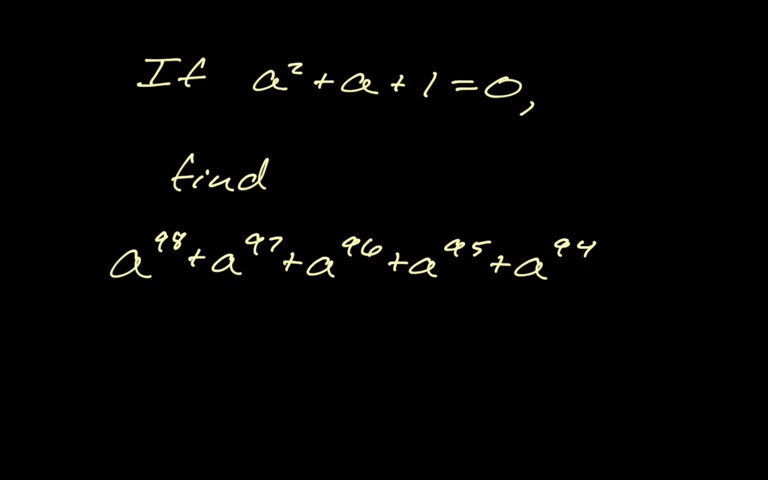 If a² + a + 1 = 0,
find
a⁹⁸ + a⁹⁷ + a⁹⁶ + a⁹⁵ + a⁹⁴